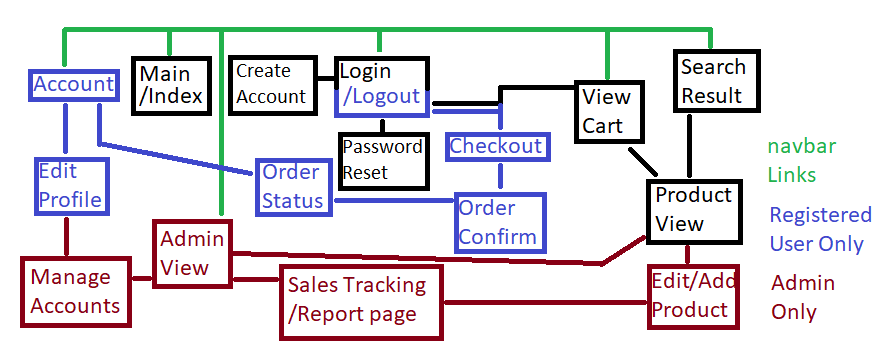 Account
Main
/Index
Create
Account
Login
/Logout
View
Cart
Search
Result
Password
Reset
Checkout
navbar
Links
Edit
Profile
Order
Status
Order
Confirm
Product
View
Registered
User Only
Admin
View
Manage
Accounts
Sales Tracking
/Report page
Edit/Add
Product
Admin
Only